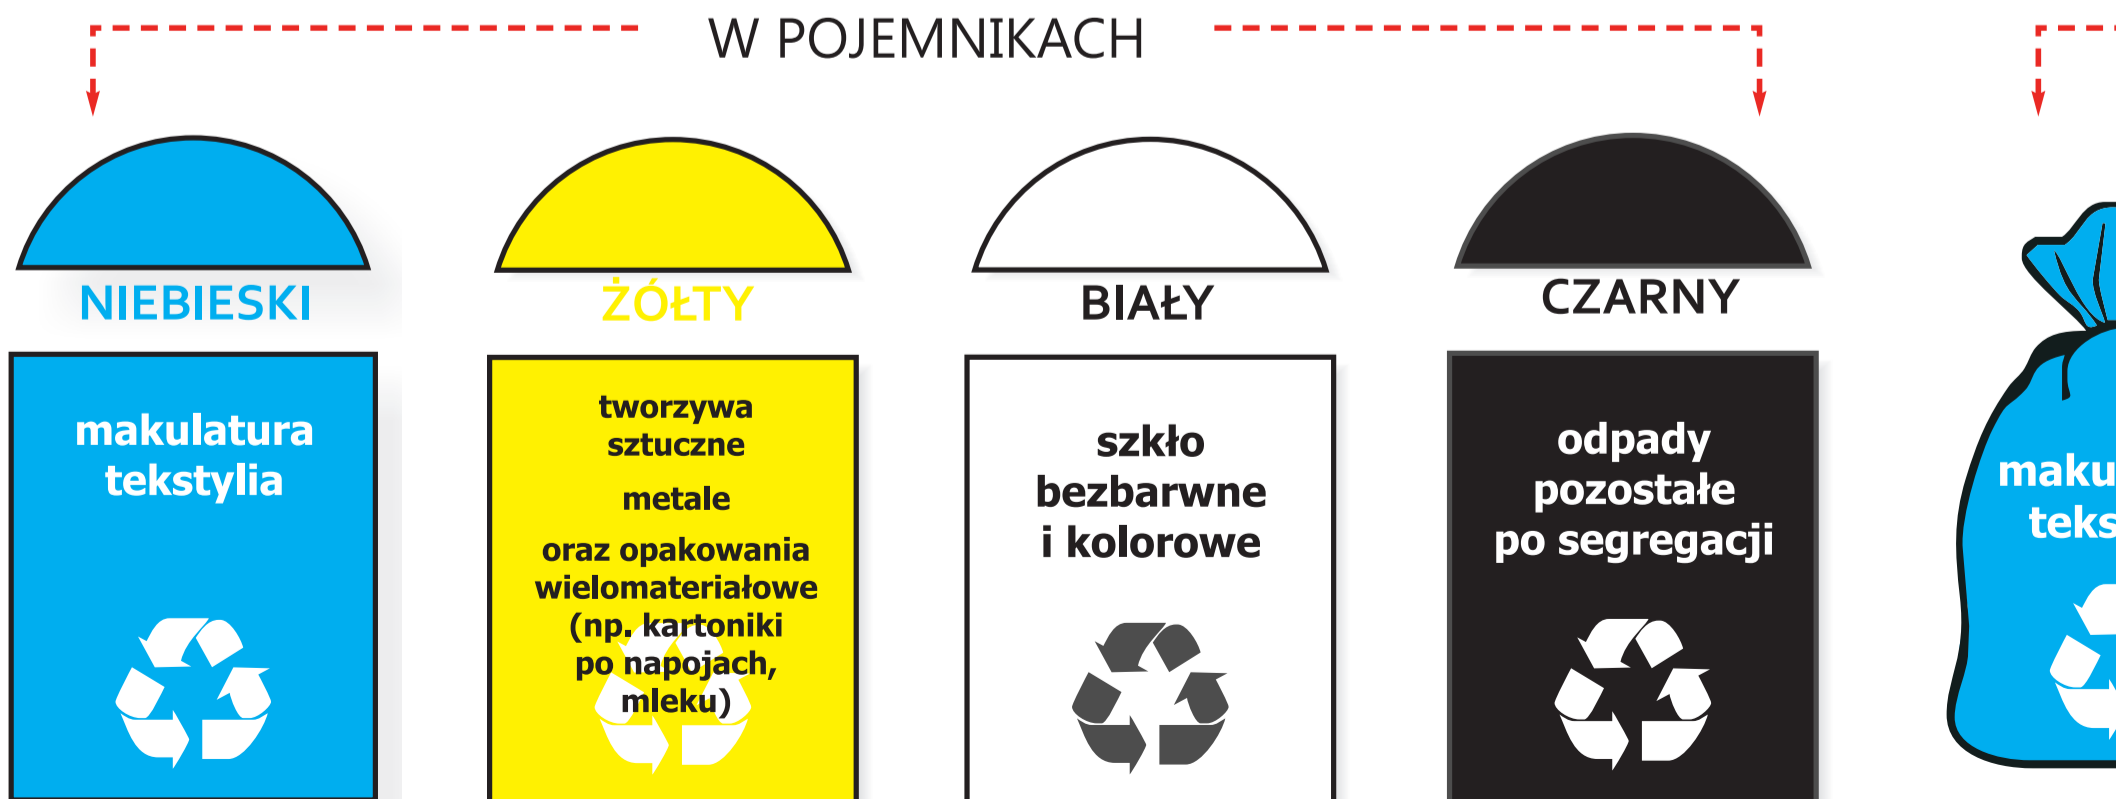 W POJEMNIKACH
NIEBIESKI
makulatura
tekstylia
ŻÓŁTY
tworzywa
sztuczne
metale
oraz opakowania
wielomateriałowe
(np. kartoniki
po napojach,
mleku)
BIAŁY
szkło
bezbarwne
i kolorowe
CZARNY
odpady
pozostałe
po segregacji
maku
teks